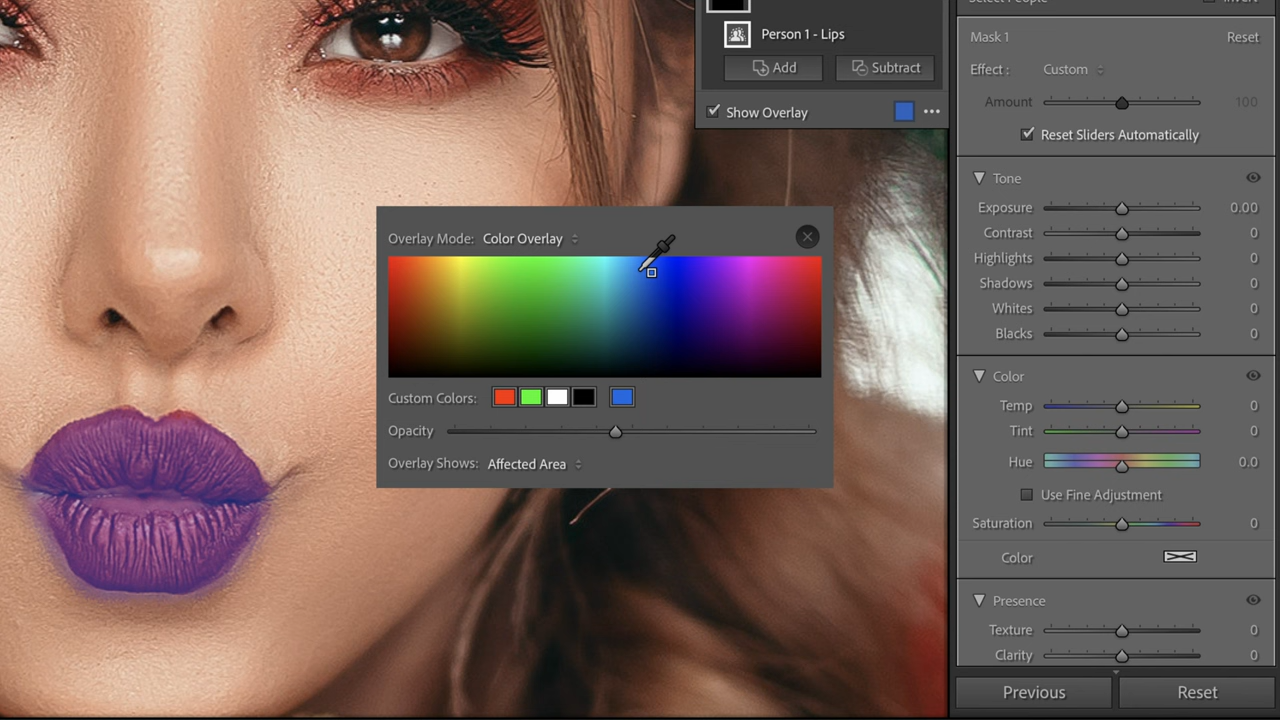 Select People
Invert
Person 1 - Lips
Add
Subtract
Show Overlay
Mask 1
Reset
Effect :
Custom
Amount
100
Reset Sliders Automatically
Tone
Exposure
0.00
Contrast
0
Highlights
0
Shadows
0
Whites
0
Blacks
0
Overlay Mode: Color Overlay
Custom Colors:
Opacity
Overlay Shows: Affected Area
Color
Temp
0
Tint
0
Hue
0.0
Use Fine Adjustment
Saturation
0
Color
Presence
Texture
0
Clarity
0
Previous
Reset